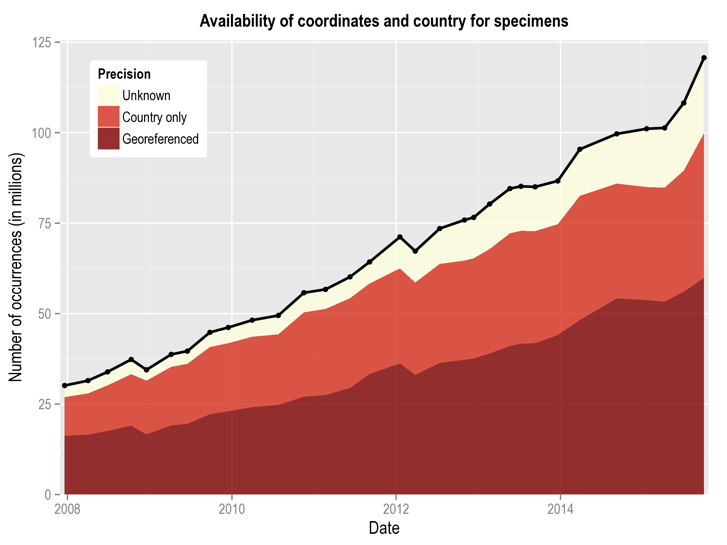 Availability of coordinates and country for specimens
Number of occurrences (in millions)
125
100
75
50
25
0
Precision
Unknown
Country only
Georeferenced
2008
2010
2012
2014
Date